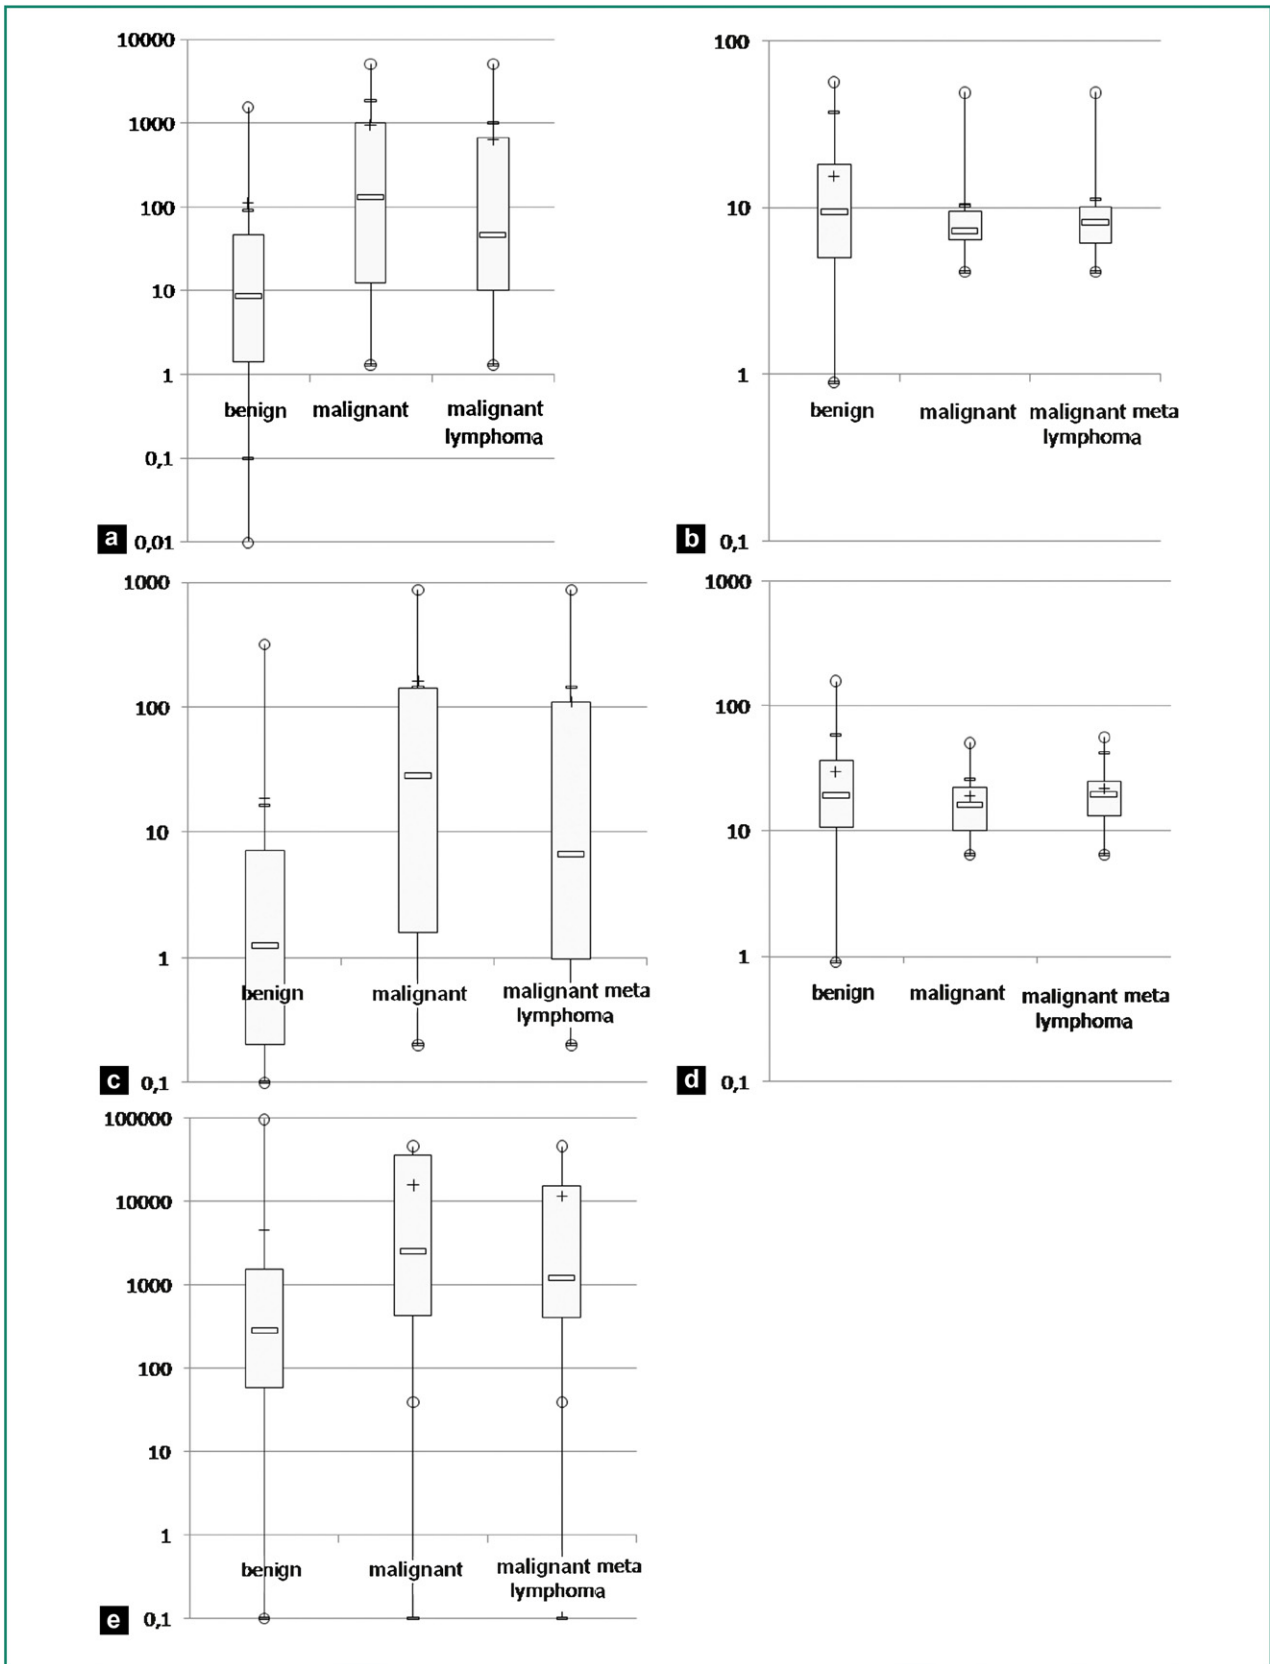 10000
1000
100
10
1
0,1
0,01
benign
malignant
malignant
lymphoma
a
100
10
1
0,1
benign
malignant
malignant meta
lymphoma
b
1000
100
10
1
0,1
benign
malignant
malignant meta
lymphoma
c
1000
100
10
1
0,1
benign
malignant
malignant meta
lymphoma
d
100000
10000
1000
100
10
1
0,1
benign
malignant
malignant meta
lymphoma
e